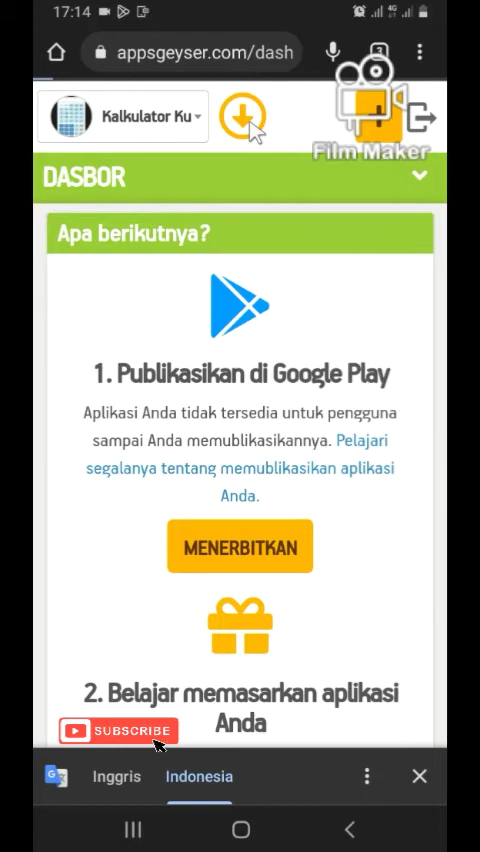 17:14
4G
appsgeyser.com/dash
3
Kalkulator Ku
Film Maker
DASBOR
Apa berikutnya?
1. Publikasikan di Google Play
Aplikasi Anda tidak tersedia untuk pengguna
sampai Anda memublikasikannya. Pelajari
segalanya tentang memublikasikan aplikasi
Anda.
MENERBITKAN
2. Belajar memasarkan aplikasi
Anda
SUBSCRIBE
Inggris Indonesia